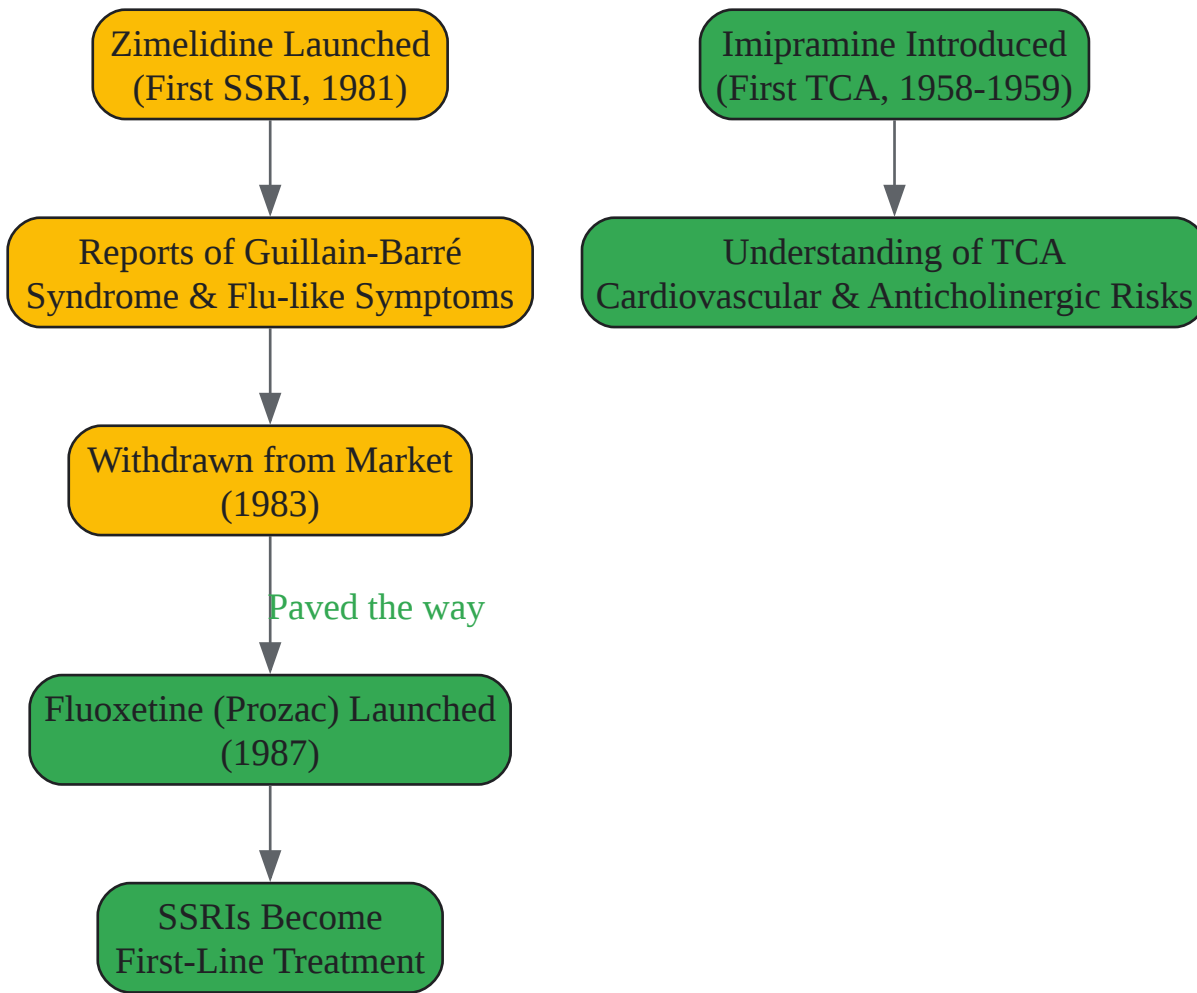 Zimelidine Launched
(First SSRI, 1981)
Imipramine Introduced
(First TCA, 1958-1959)
Reports of Guillain-Barré
Syndrome & Flu-like Symptoms
Understanding of TCA
Cardiovascular & Anticholinergic Risks
Withdrawn from Market
(1983)
Paved the way
Fluoxetine (Prozac) Launched
(1987)
SSRIs Become
First-Line Treatment